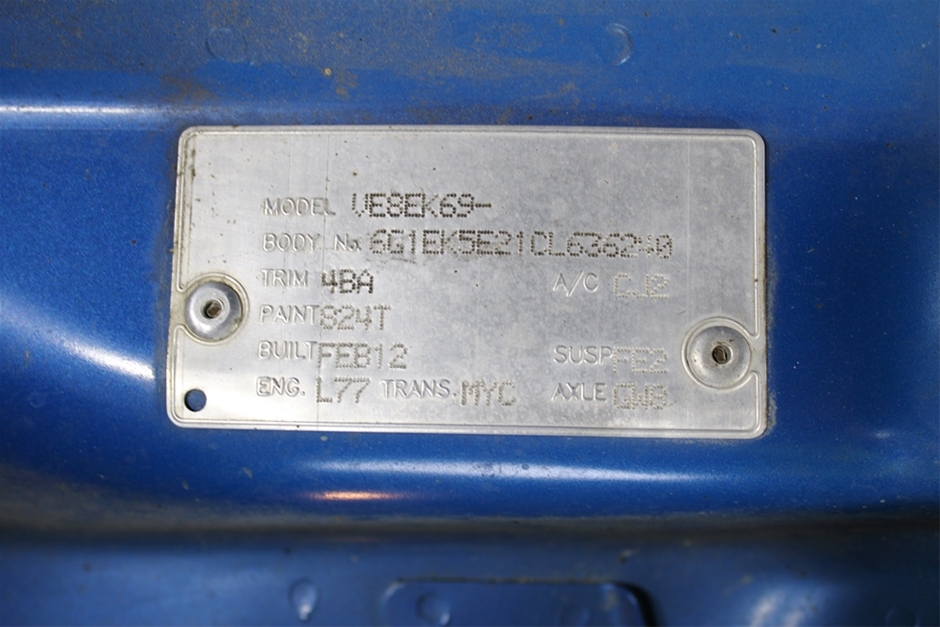 MODEL VE8EK69-
BODY No. 6G1EK5E21CL636240
TRIM 4BA A/C CJ2
PAINT 824T
BUILT FEB12 SUSP. FE2
ENG. L77 TRANS. MYC AXLE GW8